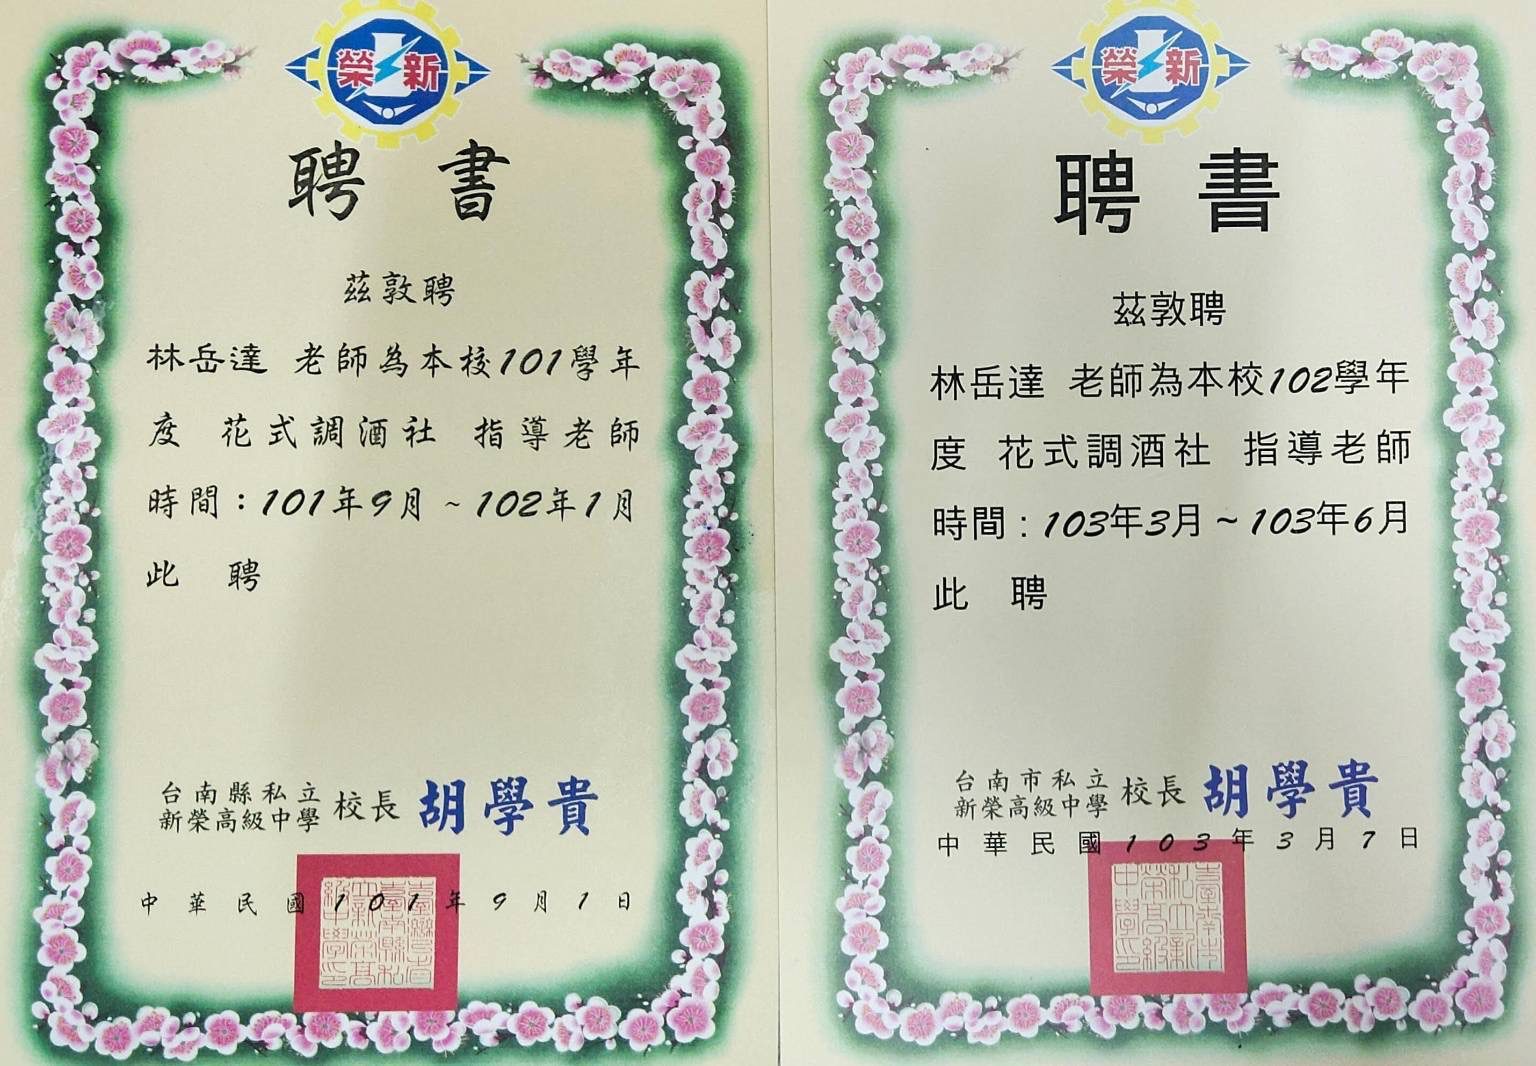 榮新
聘書
茲敦聘
林岳達 老師為本校101學年
度 花式調酒社 指導老師
時間：101年9月 ~ 102年1月
此 聘
台南縣私立
新榮高級中學 校長 胡學貴
中華民國101年9月1日
榮新
聘書
茲敦聘
林岳達 老師為本校102學年
度 花式調酒社 指導老師
時間：103年3月 ~ 103年6月
此 聘
台南市私立
新榮高級中學 校長 胡學貴
中華民國103年3月7日